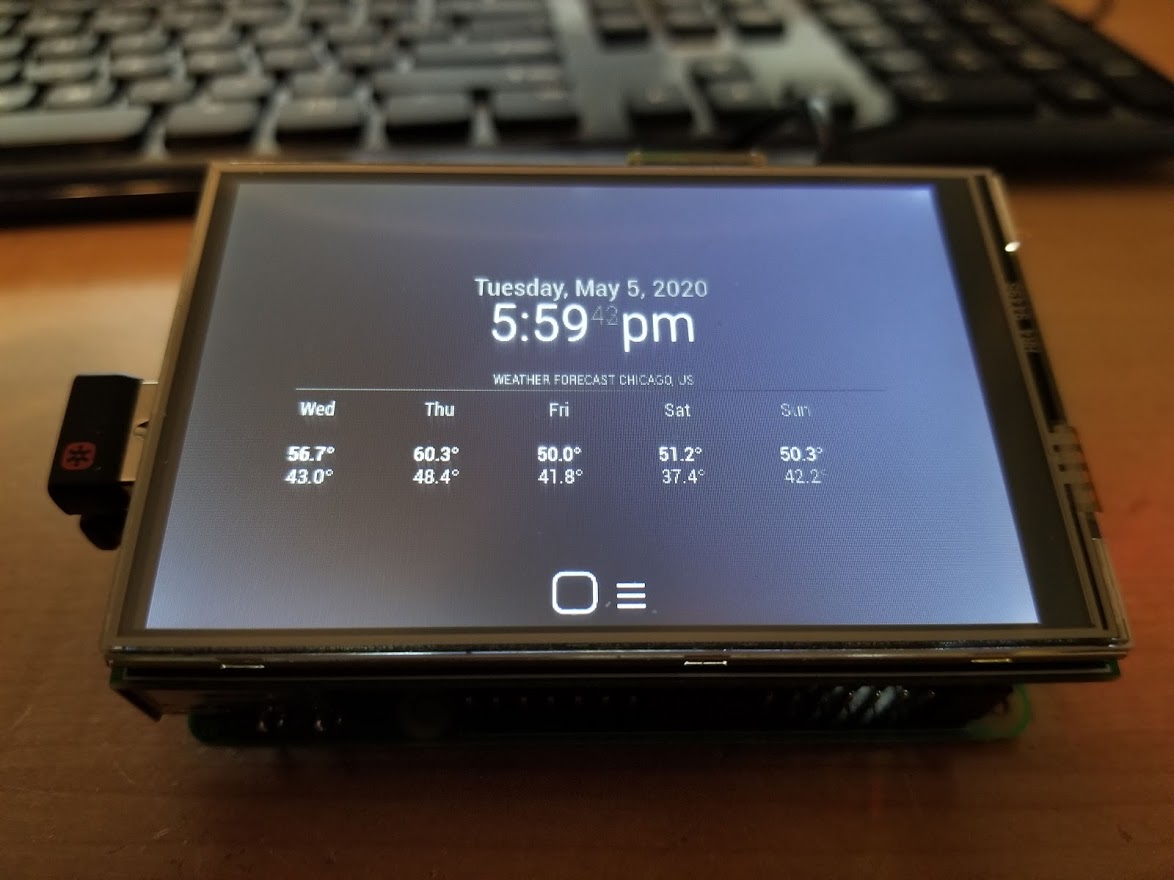 Tuesday, May 5, 2020
5:59 43 pm
WEATHER FORECAST CHICAGO, US
Wed Thu Fri Sat Sun
56.7° 60.3° 50.0° 51.2° 50.3°
43.0° 48.4° 41.8° 37.4° 42.2°